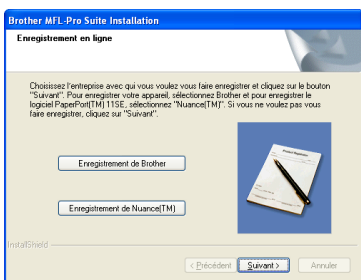 Brother MFL-Pro Suite Installation
Enregistrement en ligne
Choisissez l'entreprise avec qui vous voulez vous faire enregistrer et cliquez sur le bouton
"Suivant". Pour enregistrer votre appareil, sélectionnez Brother et pour enregistrer le
logiciel PaperPort(TM) 11SE, sélectionnez "Nuance(TM)". Si vous ne voulez pas vous
faire enregistrer, cliquez sur "Suivant".
Enregistrement de Brother
Enregistrement de Nuance(TM)
Product Registration
InstallShield
< Précédent
Suivant >
Annuler